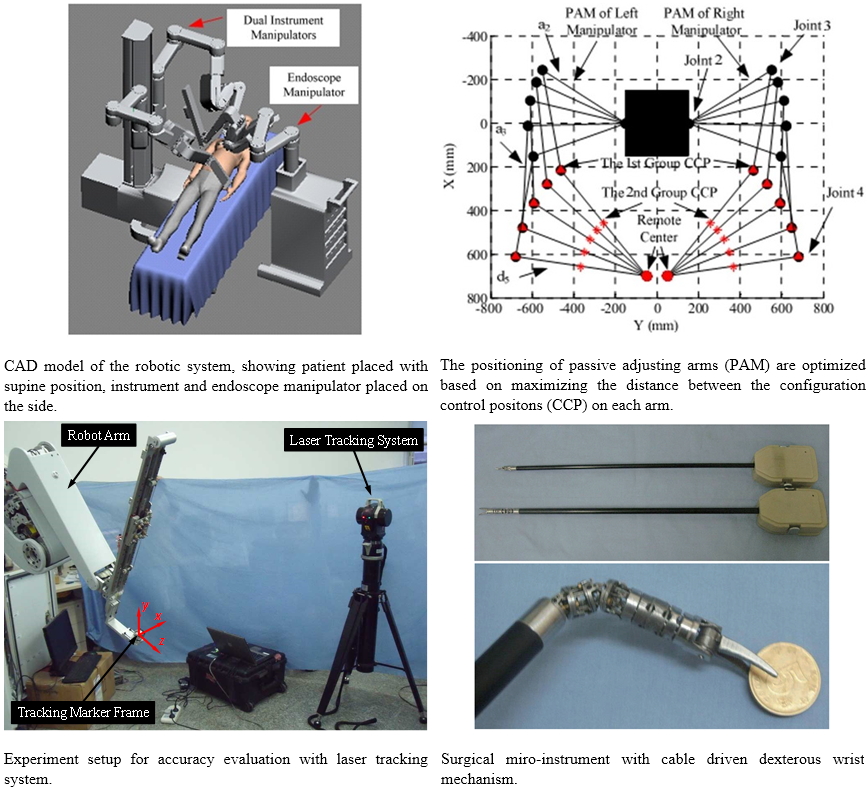 Dual Instrument
Manipulators
Endoscope
Manipulator
CAD model of the robotic system, showing patient placed with
supine position, instrument and endoscope manipulator placed on
the side.
PAM of Left
Manipulator
PAM of Right
Manipulator
Joint 3
a2
Joint 2
-400
-200
0
200
400
600
800
X (mm)
a3
The 1st Group CCP
The 2nd Group CCP
Remote
Center
Joint 4
d5
-800 -600 -400 -200 0 200 400 600 800
Y (mm)
The positioning of passive adjusting arms (PAM) are optimized
based on maximizing the distance between the configuration
control positons (CCP) on each arm.
Robot Arm
Laser Tracking System
y
x
z
Tracking Marker Frame
Experiment setup for accuracy evaluation with laser tracking
system.
Surgical miro-instrument with cable driven dexterous wrist
mechanism.